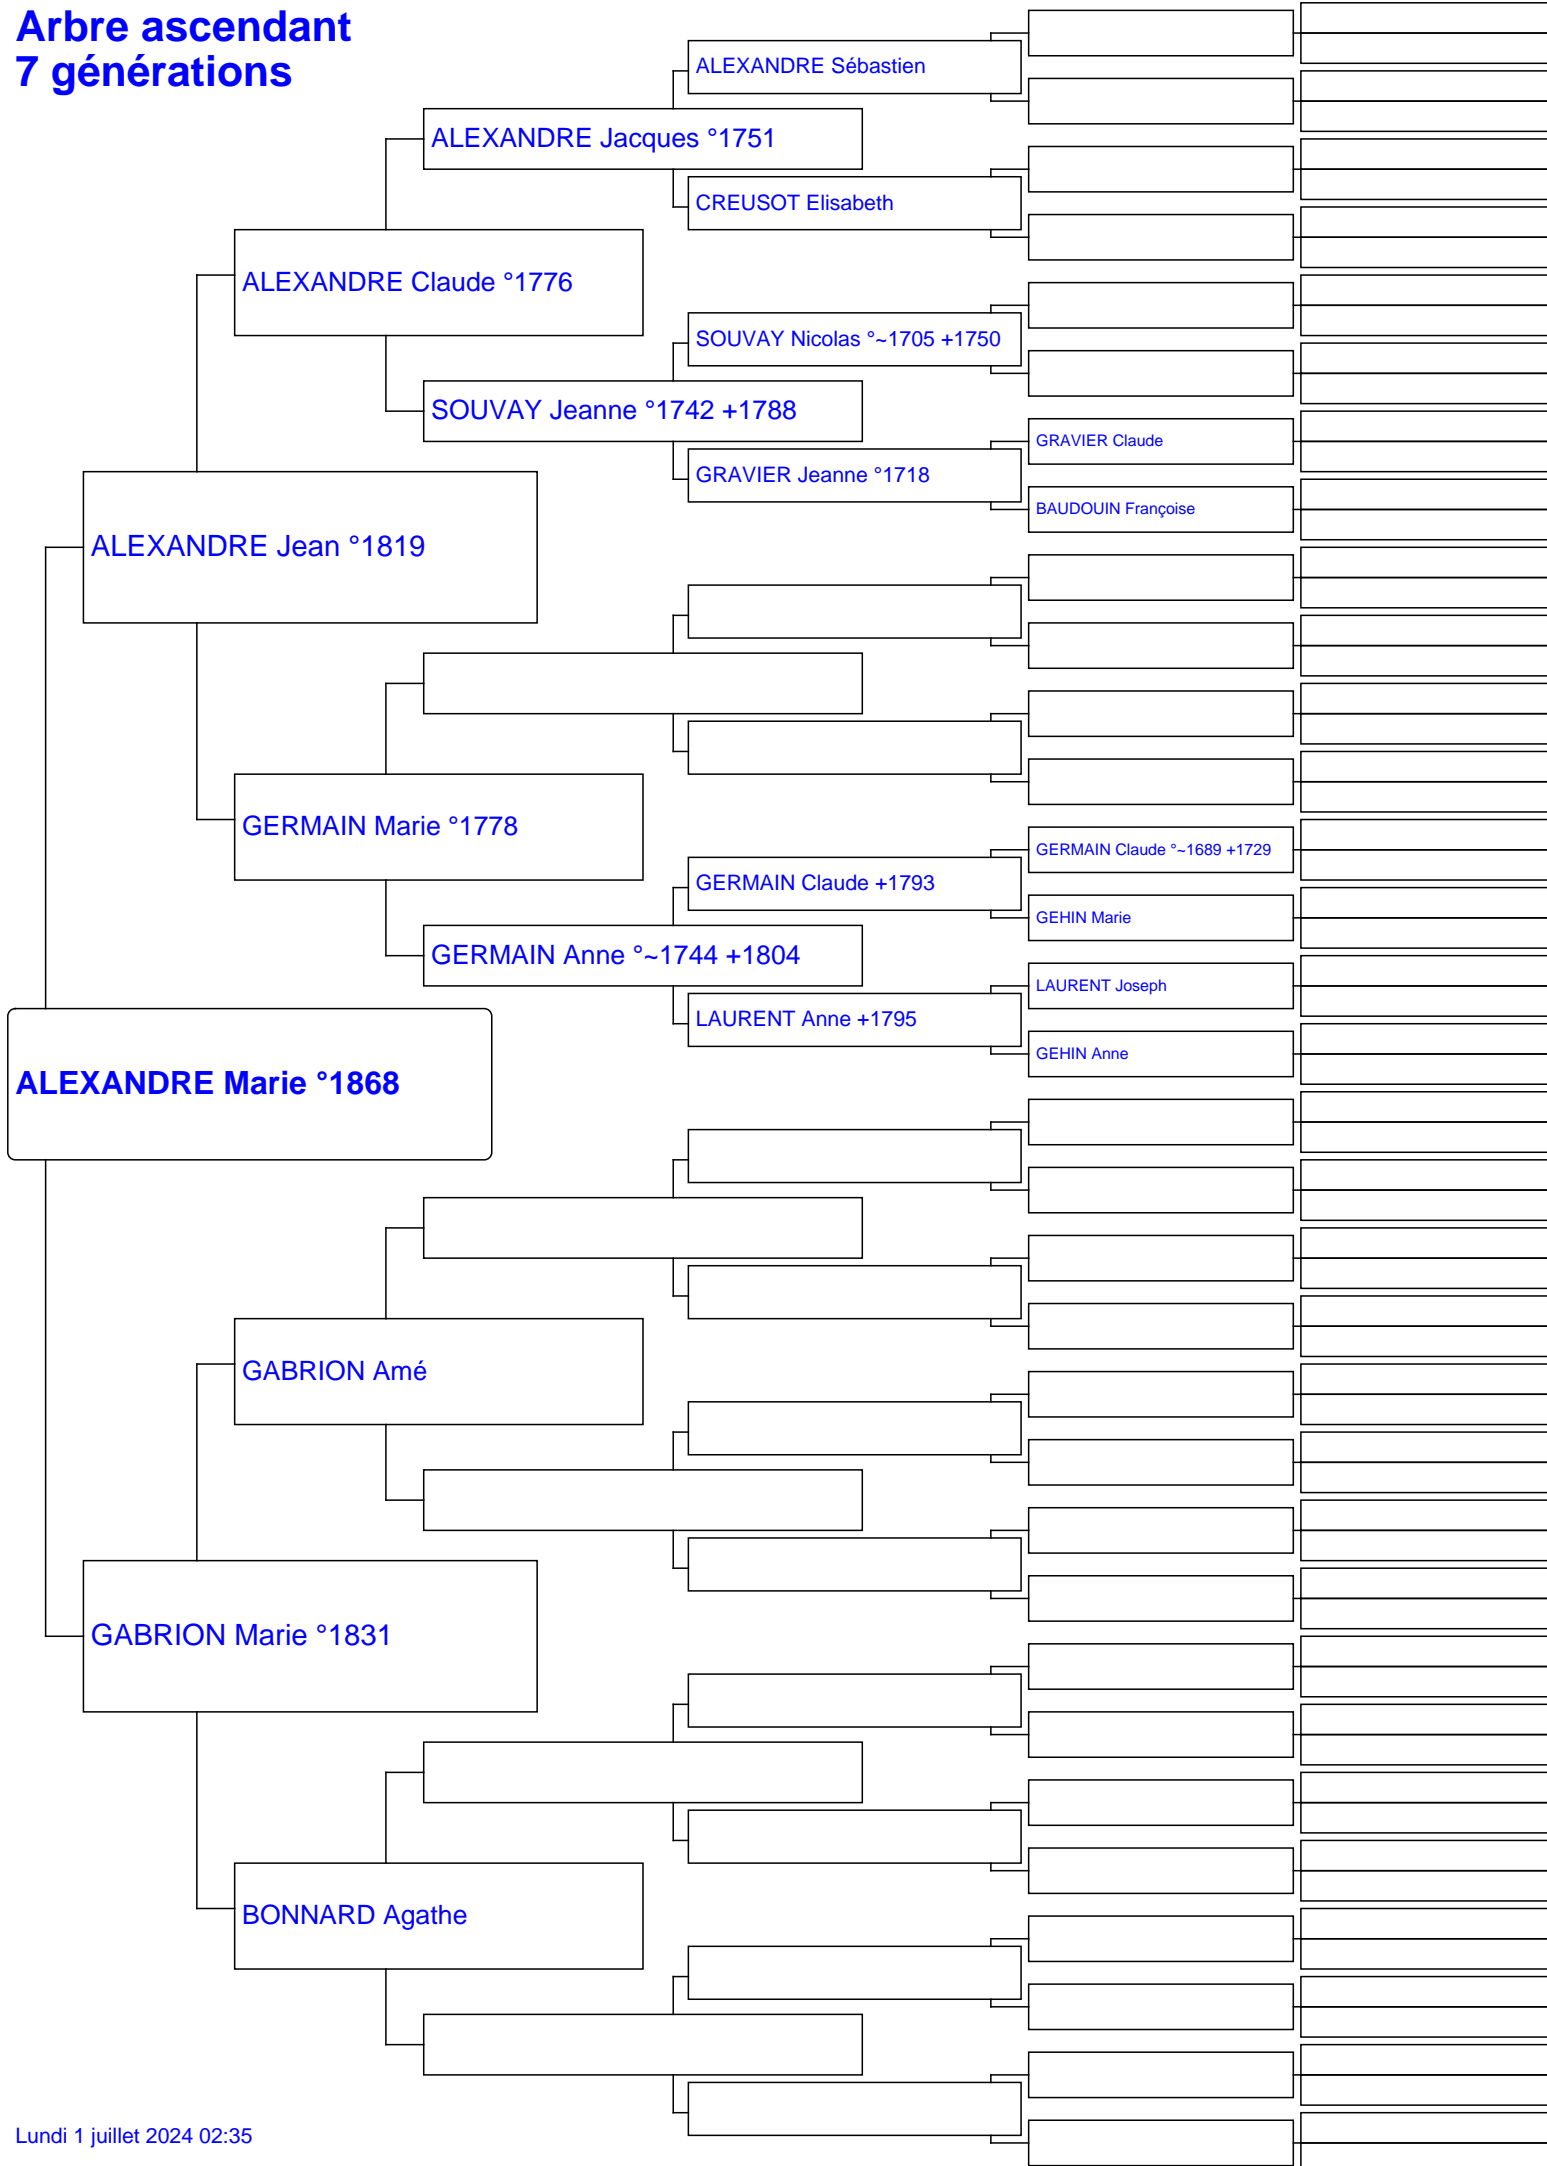 Arbre ascendant
7 générations
ALEXANDRE Sébastien
ALEXANDRE Jacques °1751
CREUSOT Elisabeth
ALEXANDRE Claude °1776
SOUVAY Nicolas °~1705 +1750
SOUVAY Jeanne °1742 +1788
GRAVIER Claude
GRAVIER Jeanne °1718
BAUDOUIN Françoise
ALEXANDRE Jean °1819
GERMAIN Marie °1778
GERMAIN Claude °~1689 +1729
GERMAIN Claude +1793
GEHIN Marie
GERMAIN Anne °~1744 +1804
LAURENT Joseph
LAURENT Anne +1795
GEHIN Anne
ALEXANDRE Marie °1868
GABRION Amé
GABRION Marie °1831
BONNARD Agathe
Lundi 1 juillet 2024 02:35